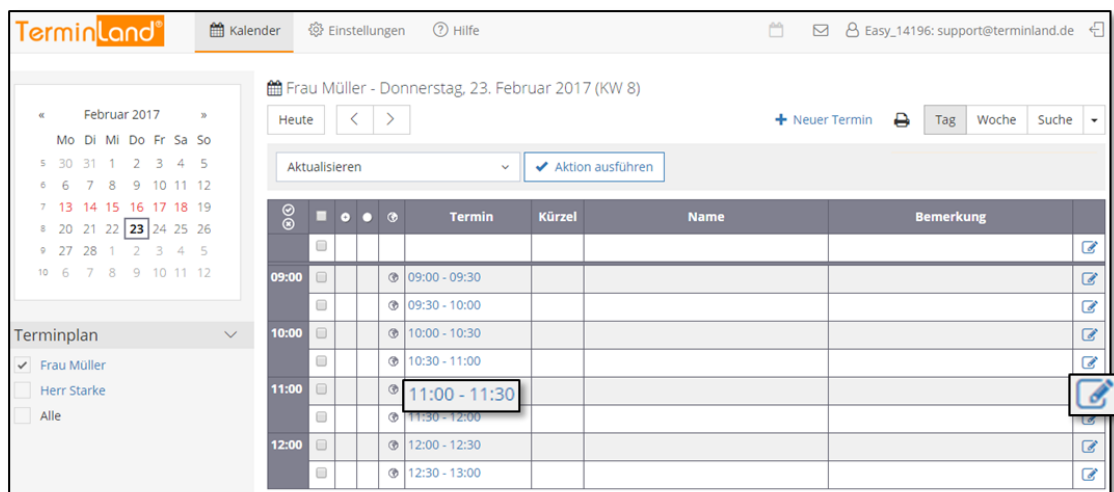 TerminLand®
Kalender Einstellungen Hilfe Easy_14196: support@terminland.de
Frau Müller - Donnerstag, 23. Februar 2017 (KW 8)
« Februar 2017 »
Heute < > + Neuer Termin Tag Woche Suche
Mo Di Mi Do Fr Sa So
5 30 31 1 2 3 4 5
Aktualisieren Aktion ausführen
6 6 7 8 9 10 11 12
7 13 14 15 16 17 18 19
8 20 21 22 23 24 25 26
9 27 28 1 2 3 4 5
10 6 7 8 9 10 11 12
Termin Kürzel Name Bemerkung
09:00 09:00 - 09:30
09:30 - 10:00
10:00 10:00 - 10:30
10:30 - 11:00
11:00 11:00 - 11:30
11:30 - 12:00
12:00 12:00 - 12:30
12:30 - 13:00
Terminplan
Frau Müller
Herr Starke
Alle